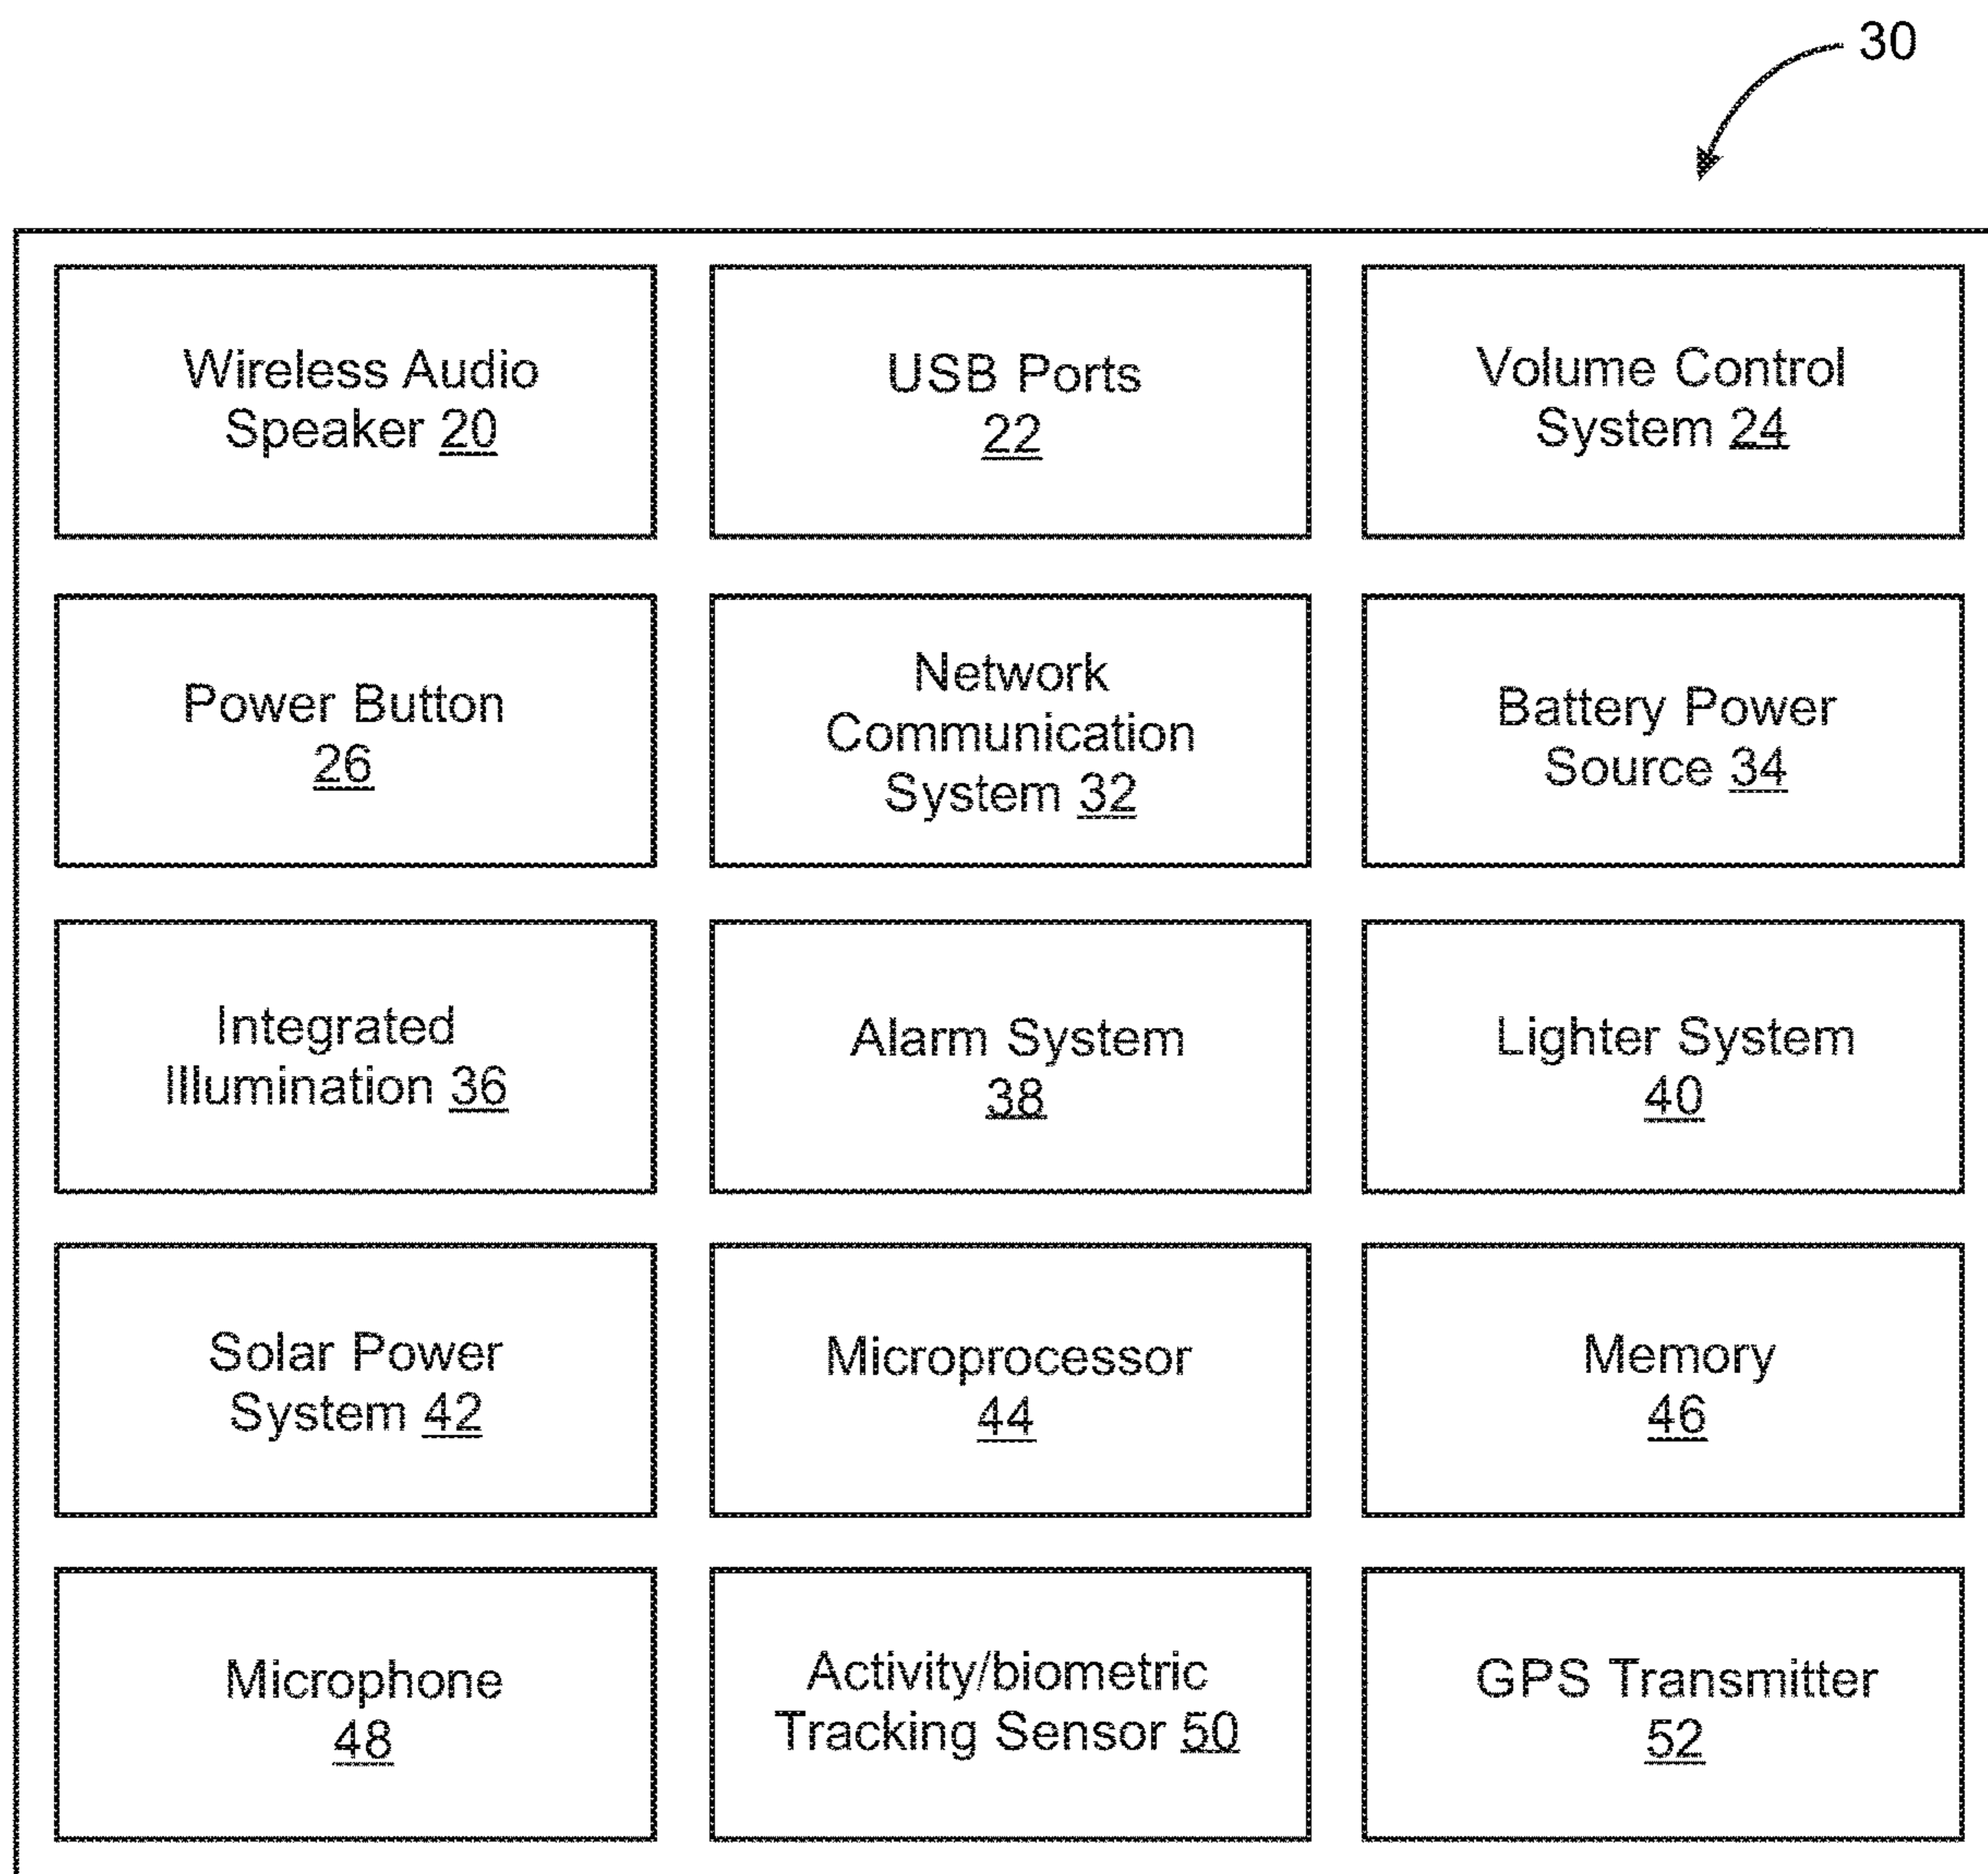 30
Wireless Audio
Speaker 20
USB Ports
22
Volume Control
System 24
Power Button
26
Network
Communication
System 32
Battery Power
Source 34
Integrated
Illumination 36
Alarm System
38
Lighter System
40
Solar Power
System 42
Microprocessor
44
Memory
46
Microphone
48
Activity/biometric
Tracking Sensor 50
GPS Transmitter
52